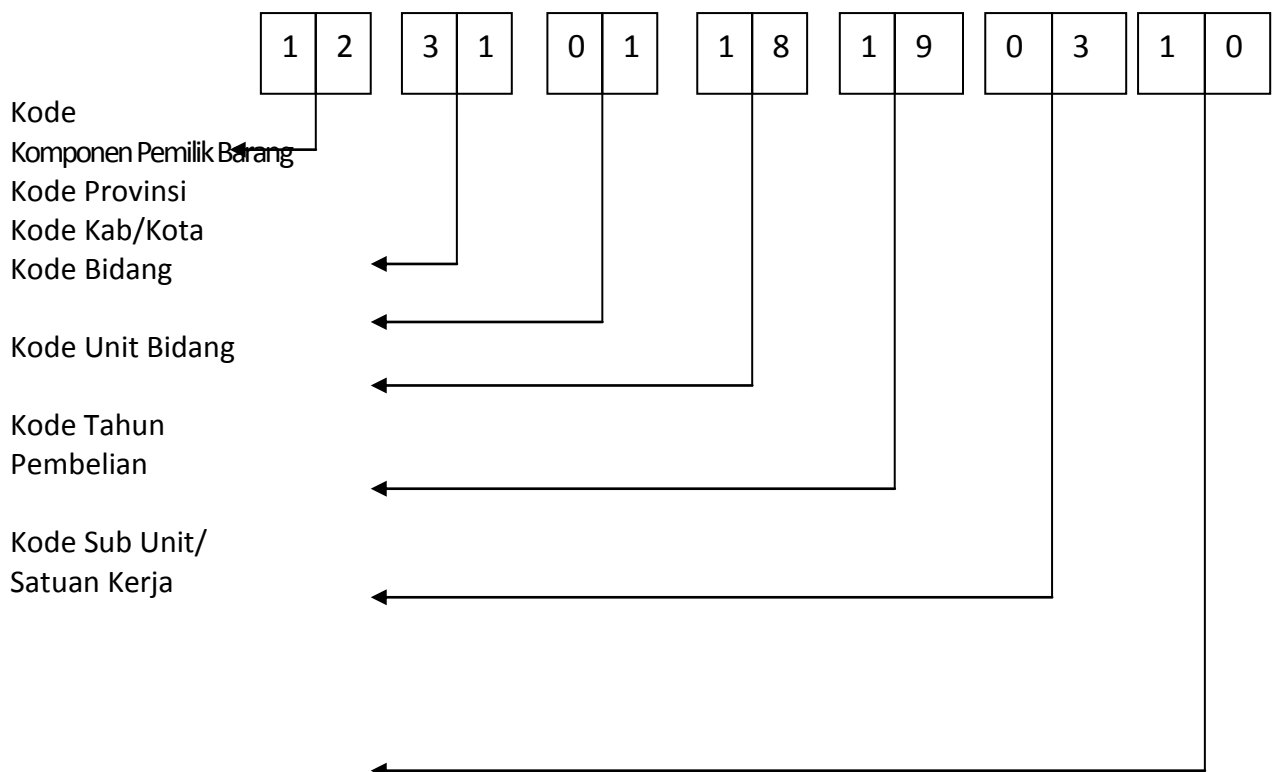 1 2 3 1 0 1 1 8 1 9 0 3 1 0
Kode
Komponen Pemilik Barang
Kode Provinsi
Kode Kab/Kota
Kode Bidang
Kode Unit Bidang
Kode Tahun
Pembelian
Kode Sub Unit/
Satuan Kerja